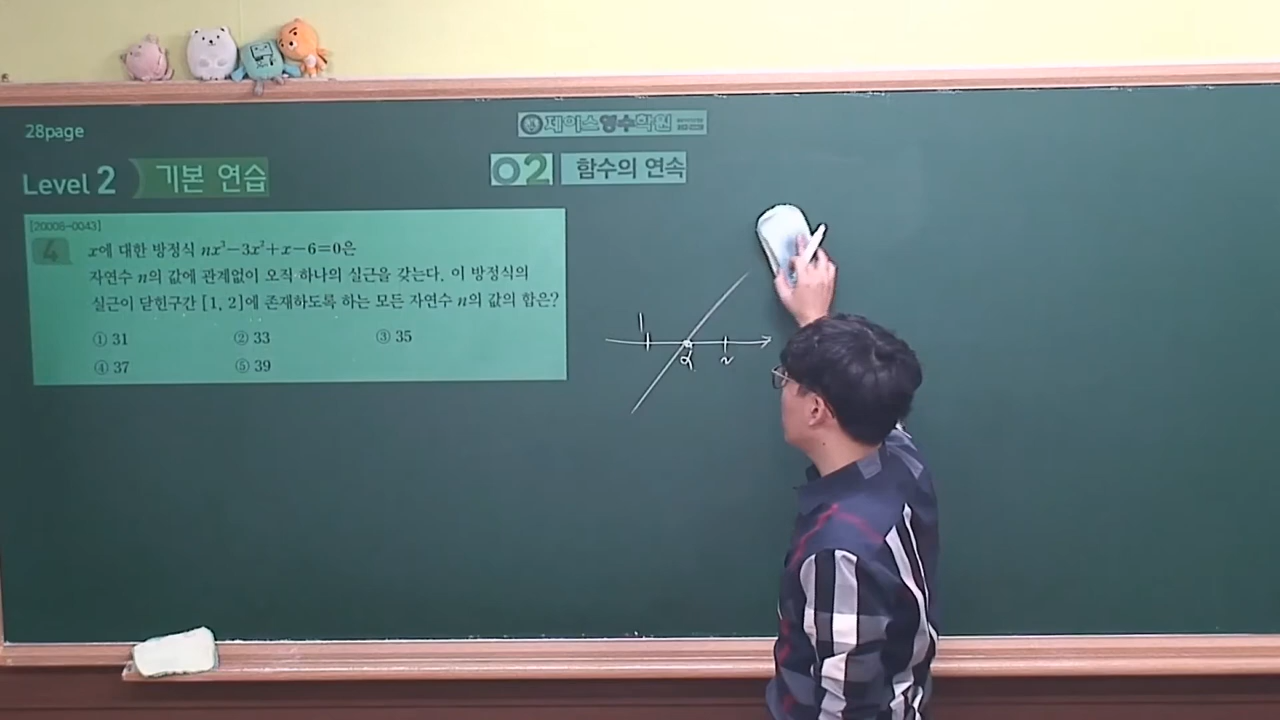 28page
제이스영수학원
Level 2 기본 연습
02 함수의 연속
[20006-0043]
4 x에 대한 방정식 nx³-3x²+x-6=0은
자연수 n의 값에 관계없이 오직 하나의 실근을 갖는다. 이 방정식의
실근이 닫힌구간 [1, 2]에 존재하도록 하는 모든 자연수 n의 값의 합은?
① 31 ② 33 ③ 35
④ 37 ⑤ 39
1
α 2